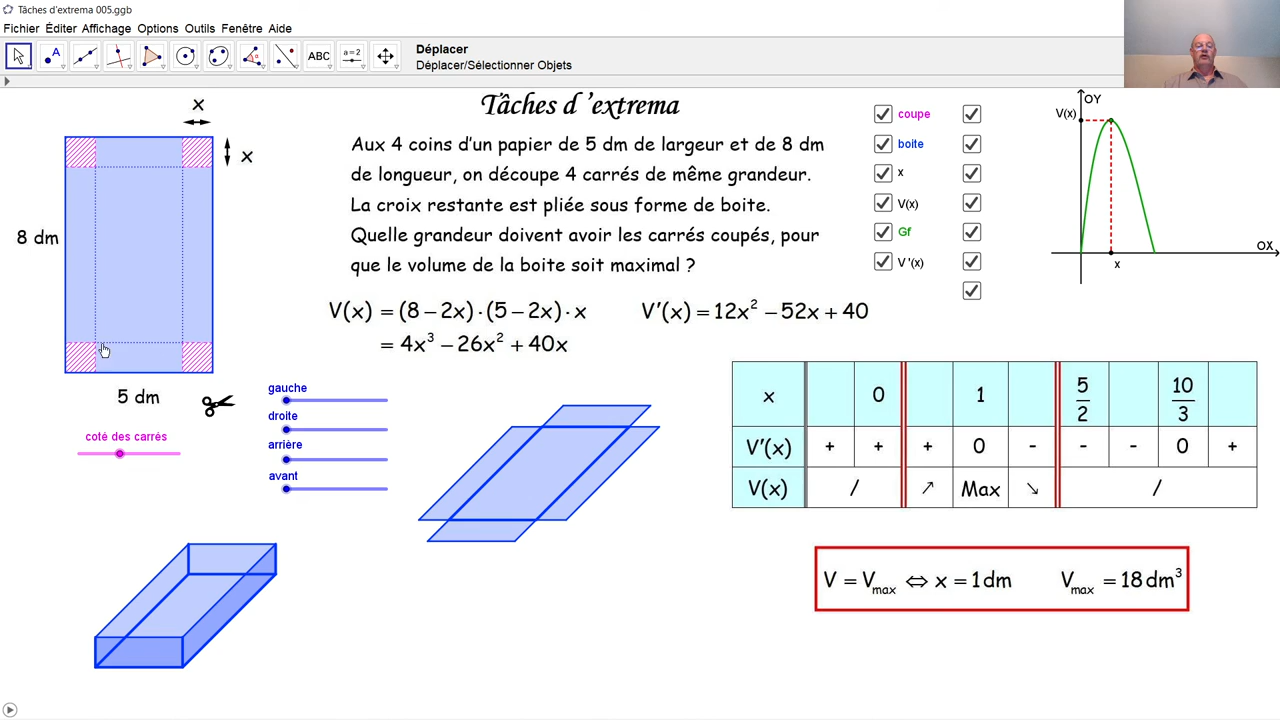 Tâches d'extrema 005.ggb
Fichier Éditer Affichage Options Outils Fenêtre Aide
A
ABC
a=2
Déplacer
Déplacer/Sélectionner Objets
x
x
8 dm
5 dm
coté des carrés
Tâches d 'extrema
Aux 4 coins d'un papier de 5 dm de largeur et de 8 dm
de longueur, on découpe 4 carrés de même grandeur.
La croix restante est pliée sous forme de boite.
Quelle grandeur doivent avoir les carrés coupés, pour
que le volume de la boite soit maximal ?
V(x) = (8 − 2x) · (5 − 2x) · x
= 4x³ − 26x² + 40x
V'(x) = 12x² − 52x + 40
gauche
droite
arrière
avant
coupe
boite
x
V(x)
Gf
V '(x)
OY
V(x)
OX
x
x 0 1 5/2 10/3
V'(x) + + + 0 - - - 0 +
V(x) / ↗ Max ↘ /
V = Vmax ⇔ x = 1 dm Vmax = 18 dm³